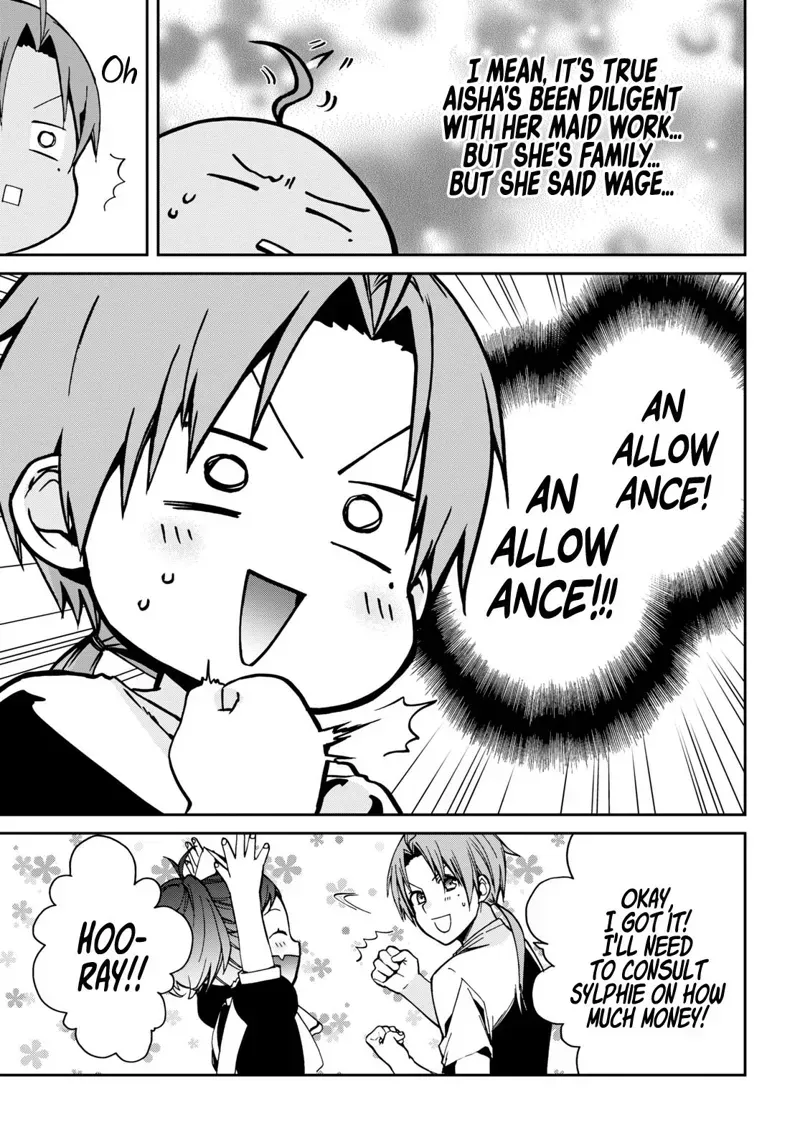 I MEAN, IT'S TRUE
AISHA'S BEEN DILIGENT
WITH HER MAID WORK...
BUT SHE'S FAMILY...
BUT SHE SAID WAGE...
Oh
AN
ALLOW
ANCE!
AN
ALLOW
ANCE!!!
OKAY,
I GOT IT!
I'LL NEED
TO CONSULT
SYLPHIE ON HOW
MUCH MONEY!
HOO-
RAY!!